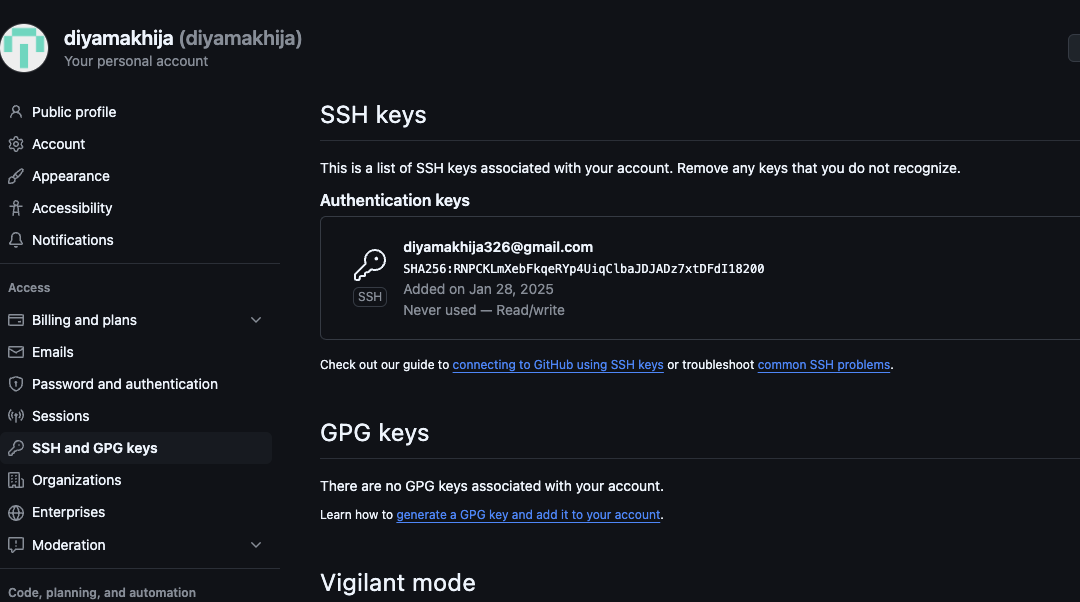 diyamakhija (diyamakhija)
Your personal account
Public profile
Account
Appearance
Accessibility
Notifications
Access
Billing and plans
Emails
Password and authentication
Sessions
SSH and GPG keys
Organizations
Enterprises
Moderation
Code, planning, and automation
SSH keys
This is a list of SSH keys associated with your account. Remove any keys that you do not recognize.
Authentication keys
SSH
diyamakhija326@gmail.com
SHA256:RNPCKLmXebFkqeRYp4UiqClbaJDJADz7xtDFdI18200
Added on Jan 28, 2025
Never used — Read/write
Check out our guide to connecting to GitHub using SSH keys or troubleshoot common SSH problems.
GPG keys
There are no GPG keys associated with your account.
Learn how to generate a GPG key and add it to your account.
Vigilant mode